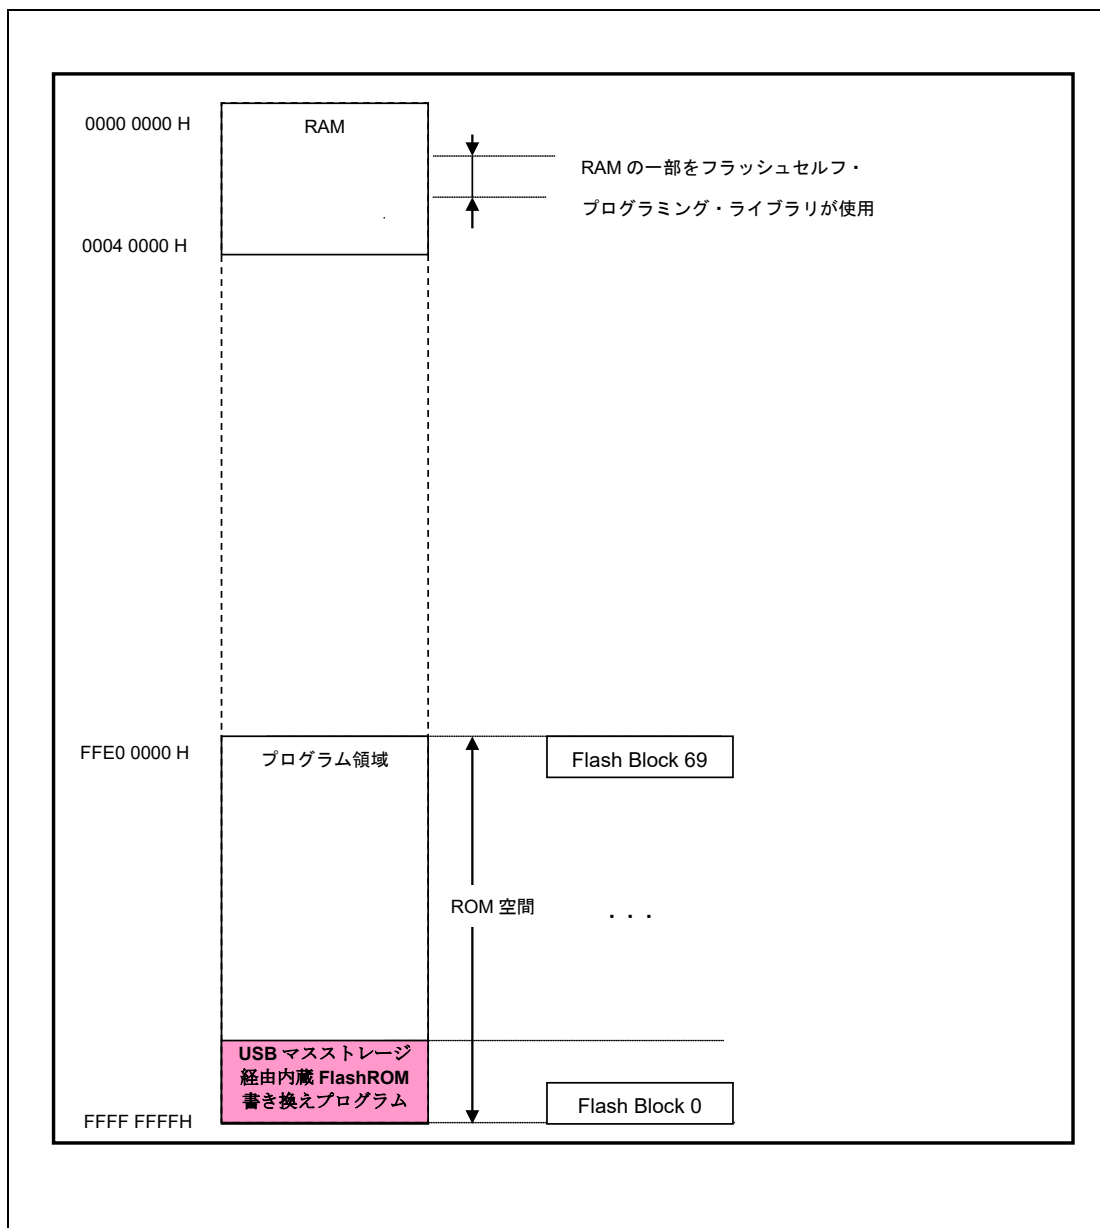 0000 0000 H
RAM
RAM の一部をフラッシュセルフ・
プログラミング・ライブラリが使用
0004 0000 H
FFE0 0000 H
プログラム領域
Flash Block 69
ROM 空間
・・・
USB マスストレージ
経由内蔵 FlashROM
書き換えプログラム
Flash Block 0
FFFF FFFFH